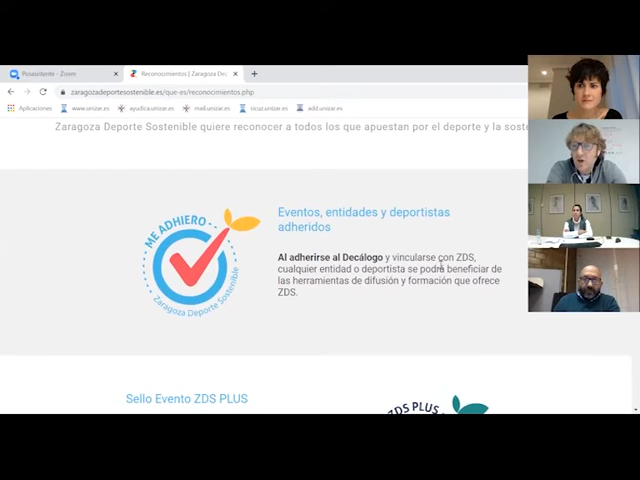 Pusasistente - Zoom
Reconocimientos | Zaragoza Dep
zaragozadeportesostenible.es/que-es/reconocimientos.php
Aplicaciones www.unizar.es ayudica.unizar.es mail.unizar.es sicuz.unizar.es add.unizar.es
Zaragoza Deporte Sostenible quiere reconocer a todos los que apuestan por el deporte y la soste
ME ADHIERO
Zaragoza Deporte Sostenible
Eventos, entidades y deportistas
adheridos
Al adherirse al Decálogo y vincularse con ZDS,
cualquier entidad o deportista se podrá beneficiar de
las herramientas de difusión y formación que ofrece
ZDS.
Sello Evento ZDS PLUS
ZDS PLUS